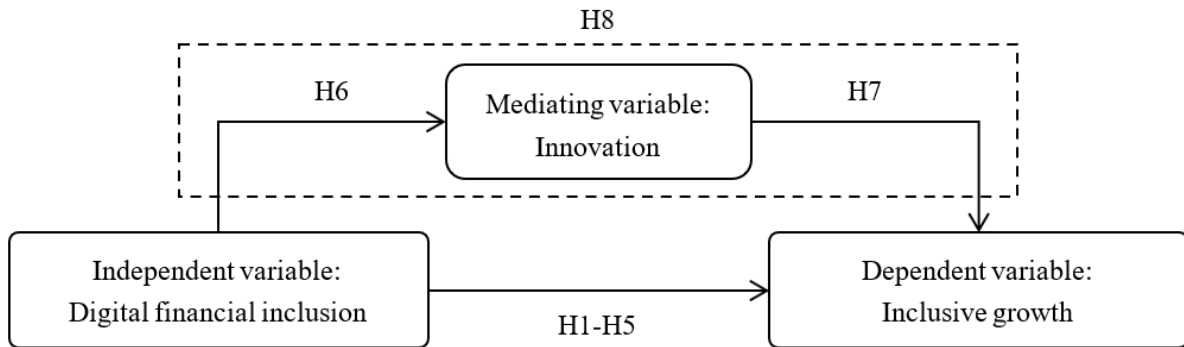 H8
H6
Mediating variable:
Innovation
H7
Independent variable:
Digital financial inclusion
H1-H5
Dependent variable:
Inclusive growth